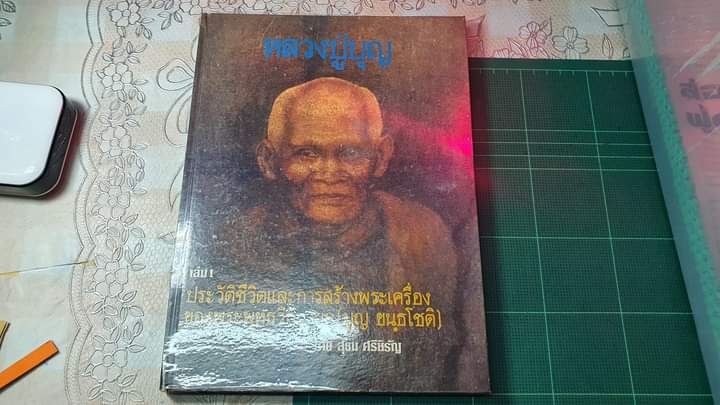 หลวงปู่บุญ
เล่ม ๑
ประวัติชีวิตและการสร้างพระเครื่อง
ของพระพุทธวิ ขนฺธโชติ)
สุธน ศรีหิรัญ